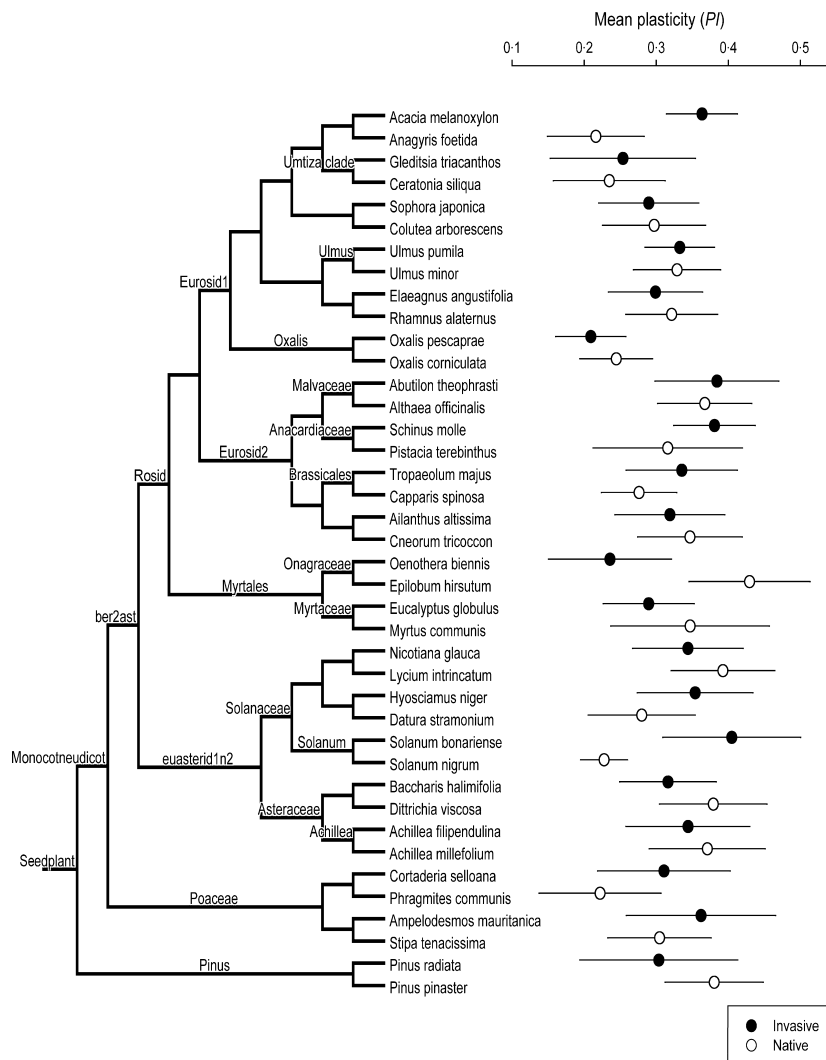 Mean plasticity (PI)
0·1 0·2 0·3 0·4 0·5
Acacia melanoxylon
Anagyris foetida
Umtiza clade
Gleditsia triacanthos
Ceratonia siliqua
Sophora japonica
Colutea arborescens
Ulmus
Ulmus pumila
Ulmus minor
Eurosid1
Elaeagnus angustifolia
Rhamnus alaternus
Oxalis
Oxalis pescaprae
Oxalis corniculata
Malvaceae
Abutilon theophrasti
Althaea officinalis
Anacardiaceae
Schinus molle
Eurosid2
Pistacia terebinthus
Rosid
Brassicales
Tropaeolum majus
Capparis spinosa
Ailanthus altissima
Cneorum tricoccon
Onagraceae
Oenothera biennis
Myrtales
Epilobum hirsutum
Myrtaceae
Eucalyptus globulus
ber2ast
Myrtus communis
Nicotiana glauca
Lycium intrincatum
Solanaceae
Hyosciamus niger
Datura stramonium
Solanum
Solanum bonariense
Monocotneudicot
euasterid1n2
Solanum nigrum
Baccharis halimifolia
Asteraceae
Dittrichia viscosa
Achillea
Achillea filipendulina
Achillea millefolium
Seedplant
Cortaderia selloana
Poaceae
Phragmites communis
Ampelodesmos mauritanica
Stipa tenacissima
Pinus
Pinus radiata
Pinus pinaster
Invasive
Native